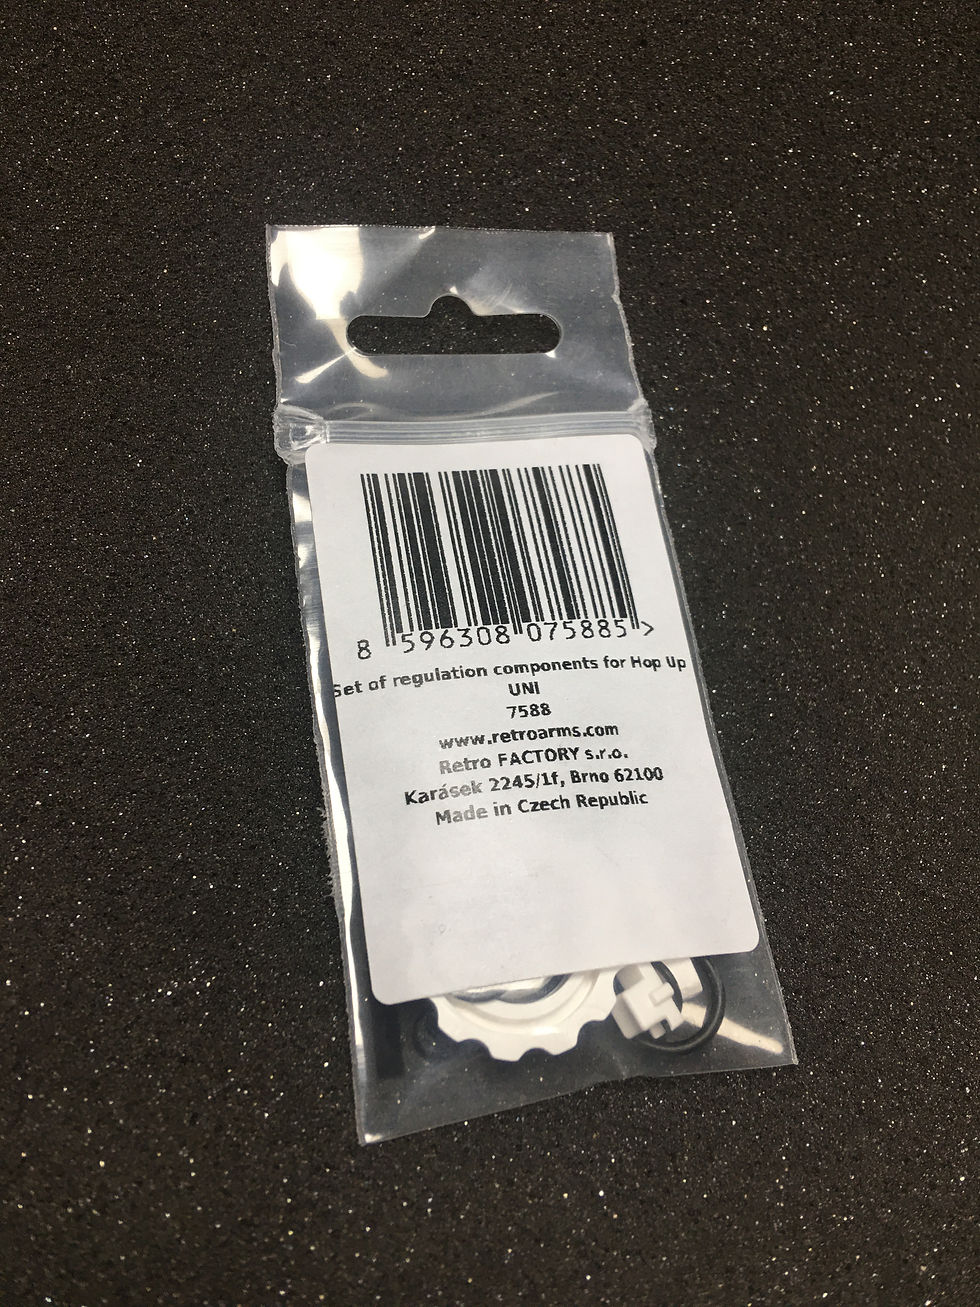 8 596308 075885 >
Set of regulation components for Hop Up
UNI
7588
www.retroarms.com
Retro FACTORY s.r.o.
Karásek 2245/1f, Brno 62100
Made in Czech Republic